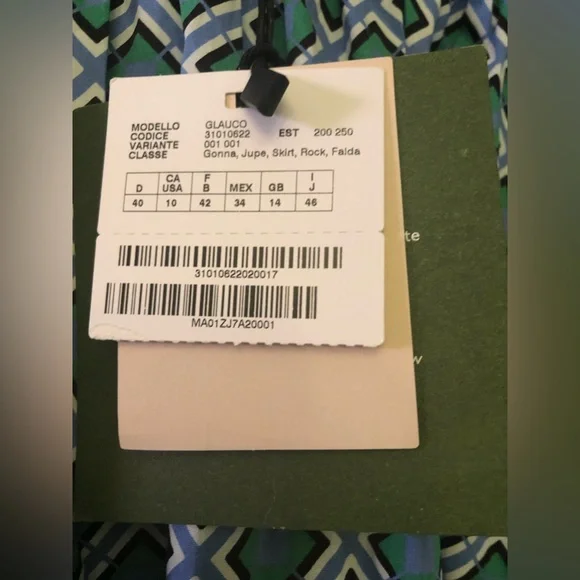 MODELLO GLAUCO
CODICE 31010622 EST 200 250
VARIANTE 001 001
CLASSE Gonna, Jupe, Skirt, Rock, Falda
D CA USA F B MEX GB I J
40 10 42 34 14 46
31010622020017
MA01ZJ7A20001
te
w